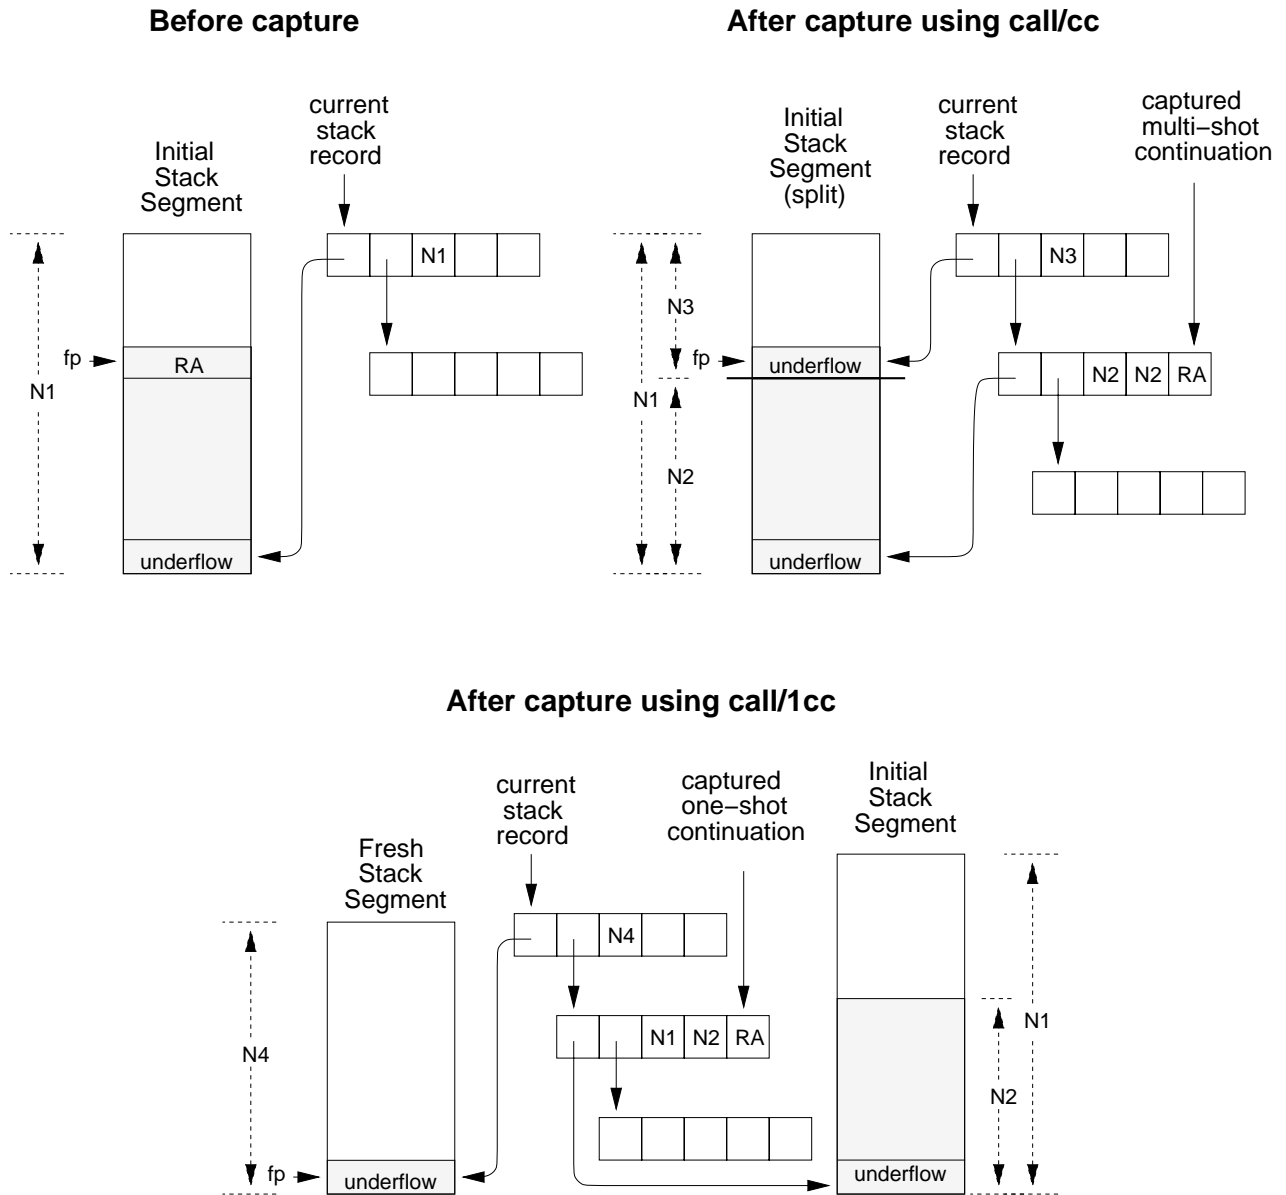 Before capture
Initial
Stack
Segment
current
stack
record
N1
fp
RA
N1
underflow
After capture using call/cc
Initial
Stack
Segment
(split)
current
stack
record
captured
multi−shot
continuation
N3
N3
fp
underflow
N1
N2
N2
RA
N2
underflow
After capture using call/1cc
Fresh
Stack
Segment
current
stack
record
captured
one−shot
continuation
Initial
Stack
Segment
N4
N4
N1
N2
RA
N1
N2
fp
underflow
underflow